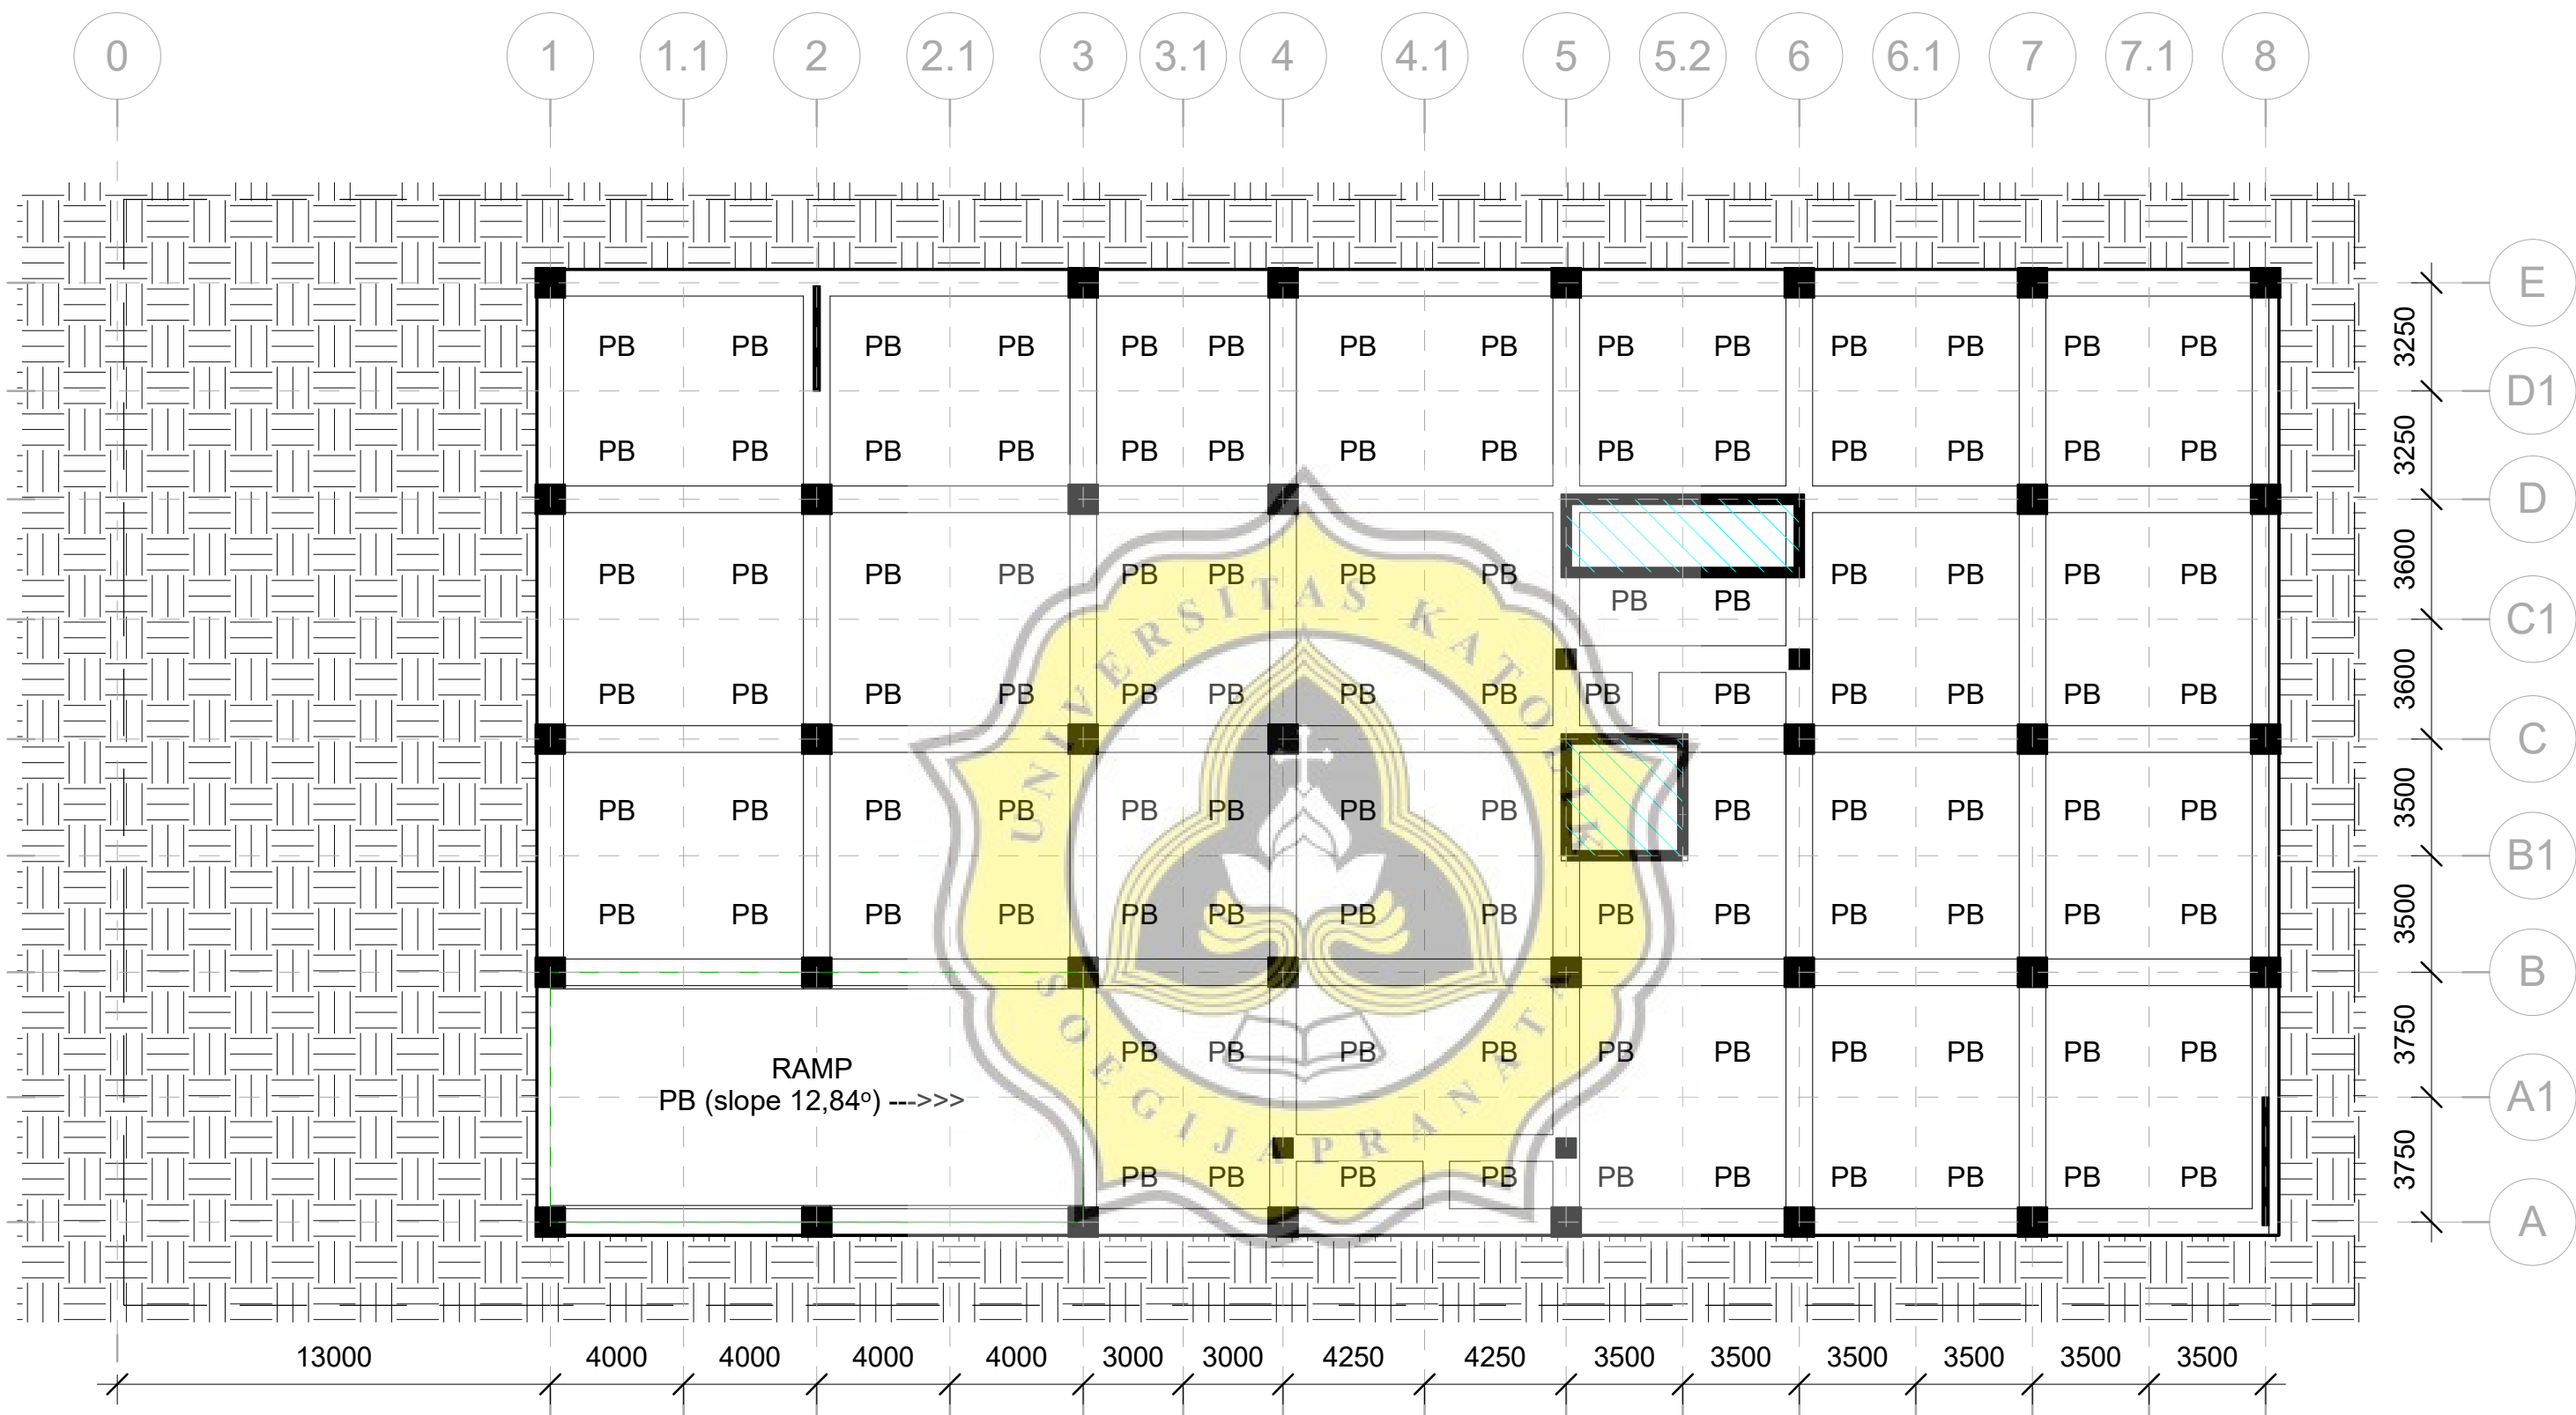 0 1 1.1 2 2.1 3 3.1 4 4.1 5 5.2 6 6.1 7 7.1 8
E
PB PB PB PB PB PB PB PB PB PB PB PB PB PB
3250
D1
PB PB PB PB PB PB PB PB PB PB PB PB PB PB
3250
D
PB PB PB PB PB PB PB PB PB PB PB PB
3600
PB PB
C1
PB PB PB PB PB PB PB PB PB PB PB PB PB PB
3600
C
PB PB PB PB PB PB PB PB PB PB PB PB PB
3500
B1
PB PB PB PB PB PB PB PB PB PB PB PB PB PB
3500
B
PB PB PB PB PB PB PB PB PB PB
3750
RAMP
PB (slope 12,84º) --->>>
A1
PB PB PB PB PB PB PB PB PB PB
3750
A
UNIVERSITAS KATOLIK
SOEGIJAPRANATA
13000 4000 4000 4000 4000 3000 3000 4250 4250 3500 3500 3500 3500 3500 3500